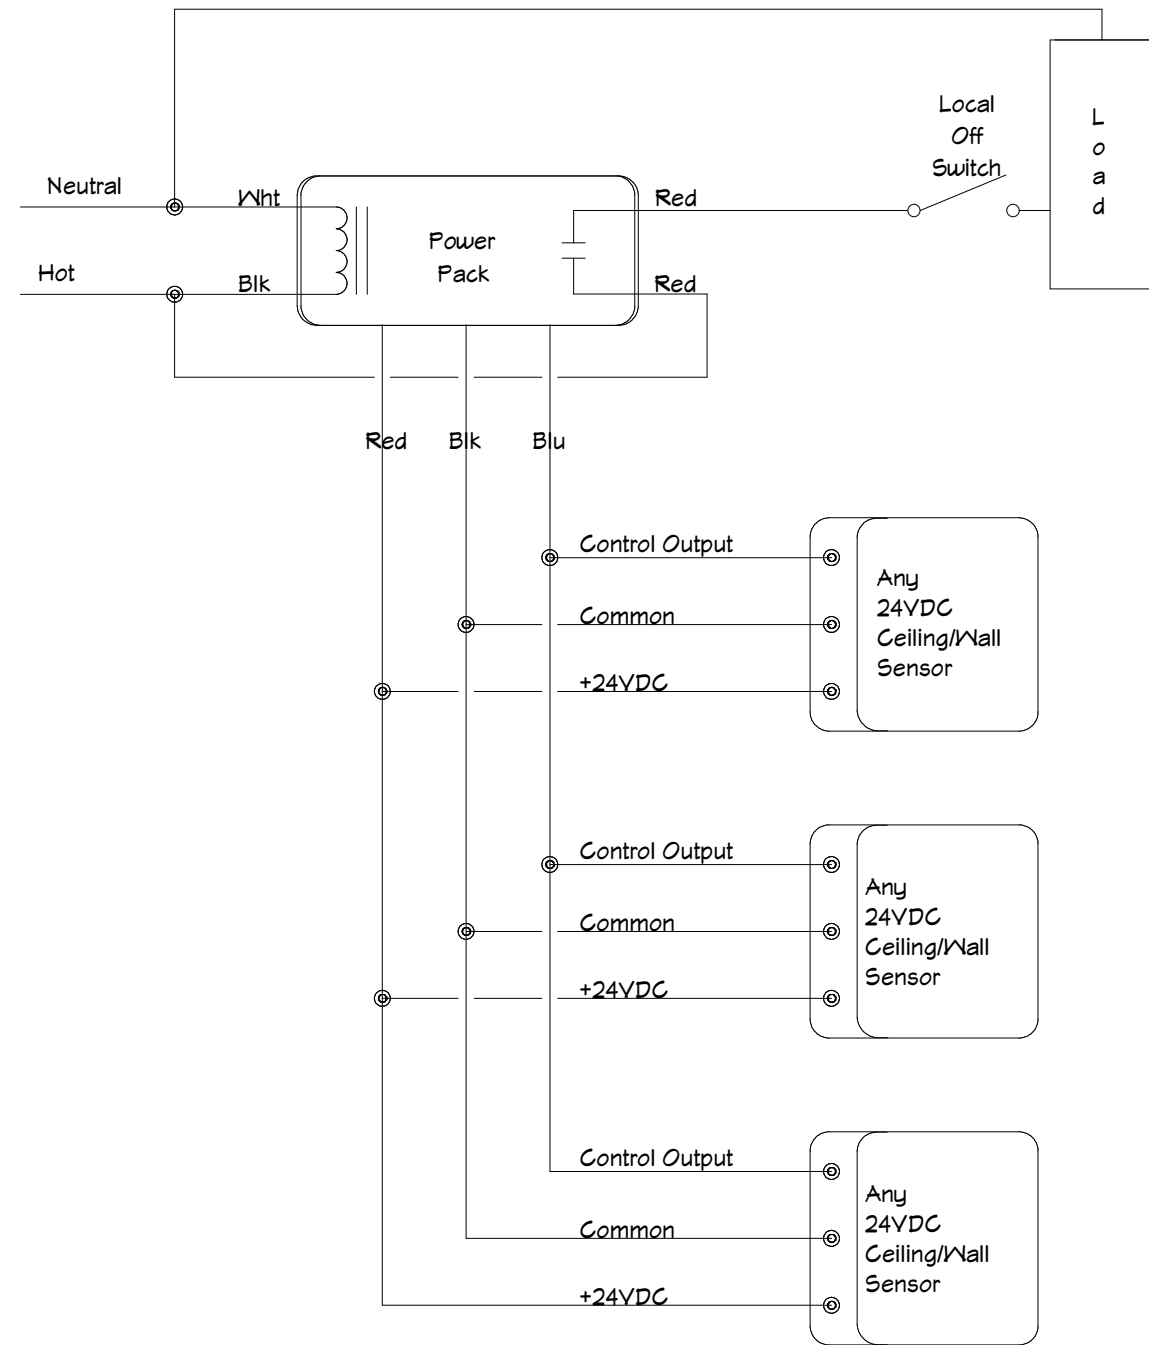 Local
Off
Switch
L
o
a
d
Neutral
Wht
Red
Power
Pack
Hot
Blk
Red
Red
Blk
Blu
Control Output
Common
+24VDC
Any
24VDC
Ceiling/Wall
Sensor
Control Output
Common
+24VDC
Any
24VDC
Ceiling/Wall
Sensor
Control Output
Common
+24VDC
Any
24VDC
Ceiling/Wall
Sensor